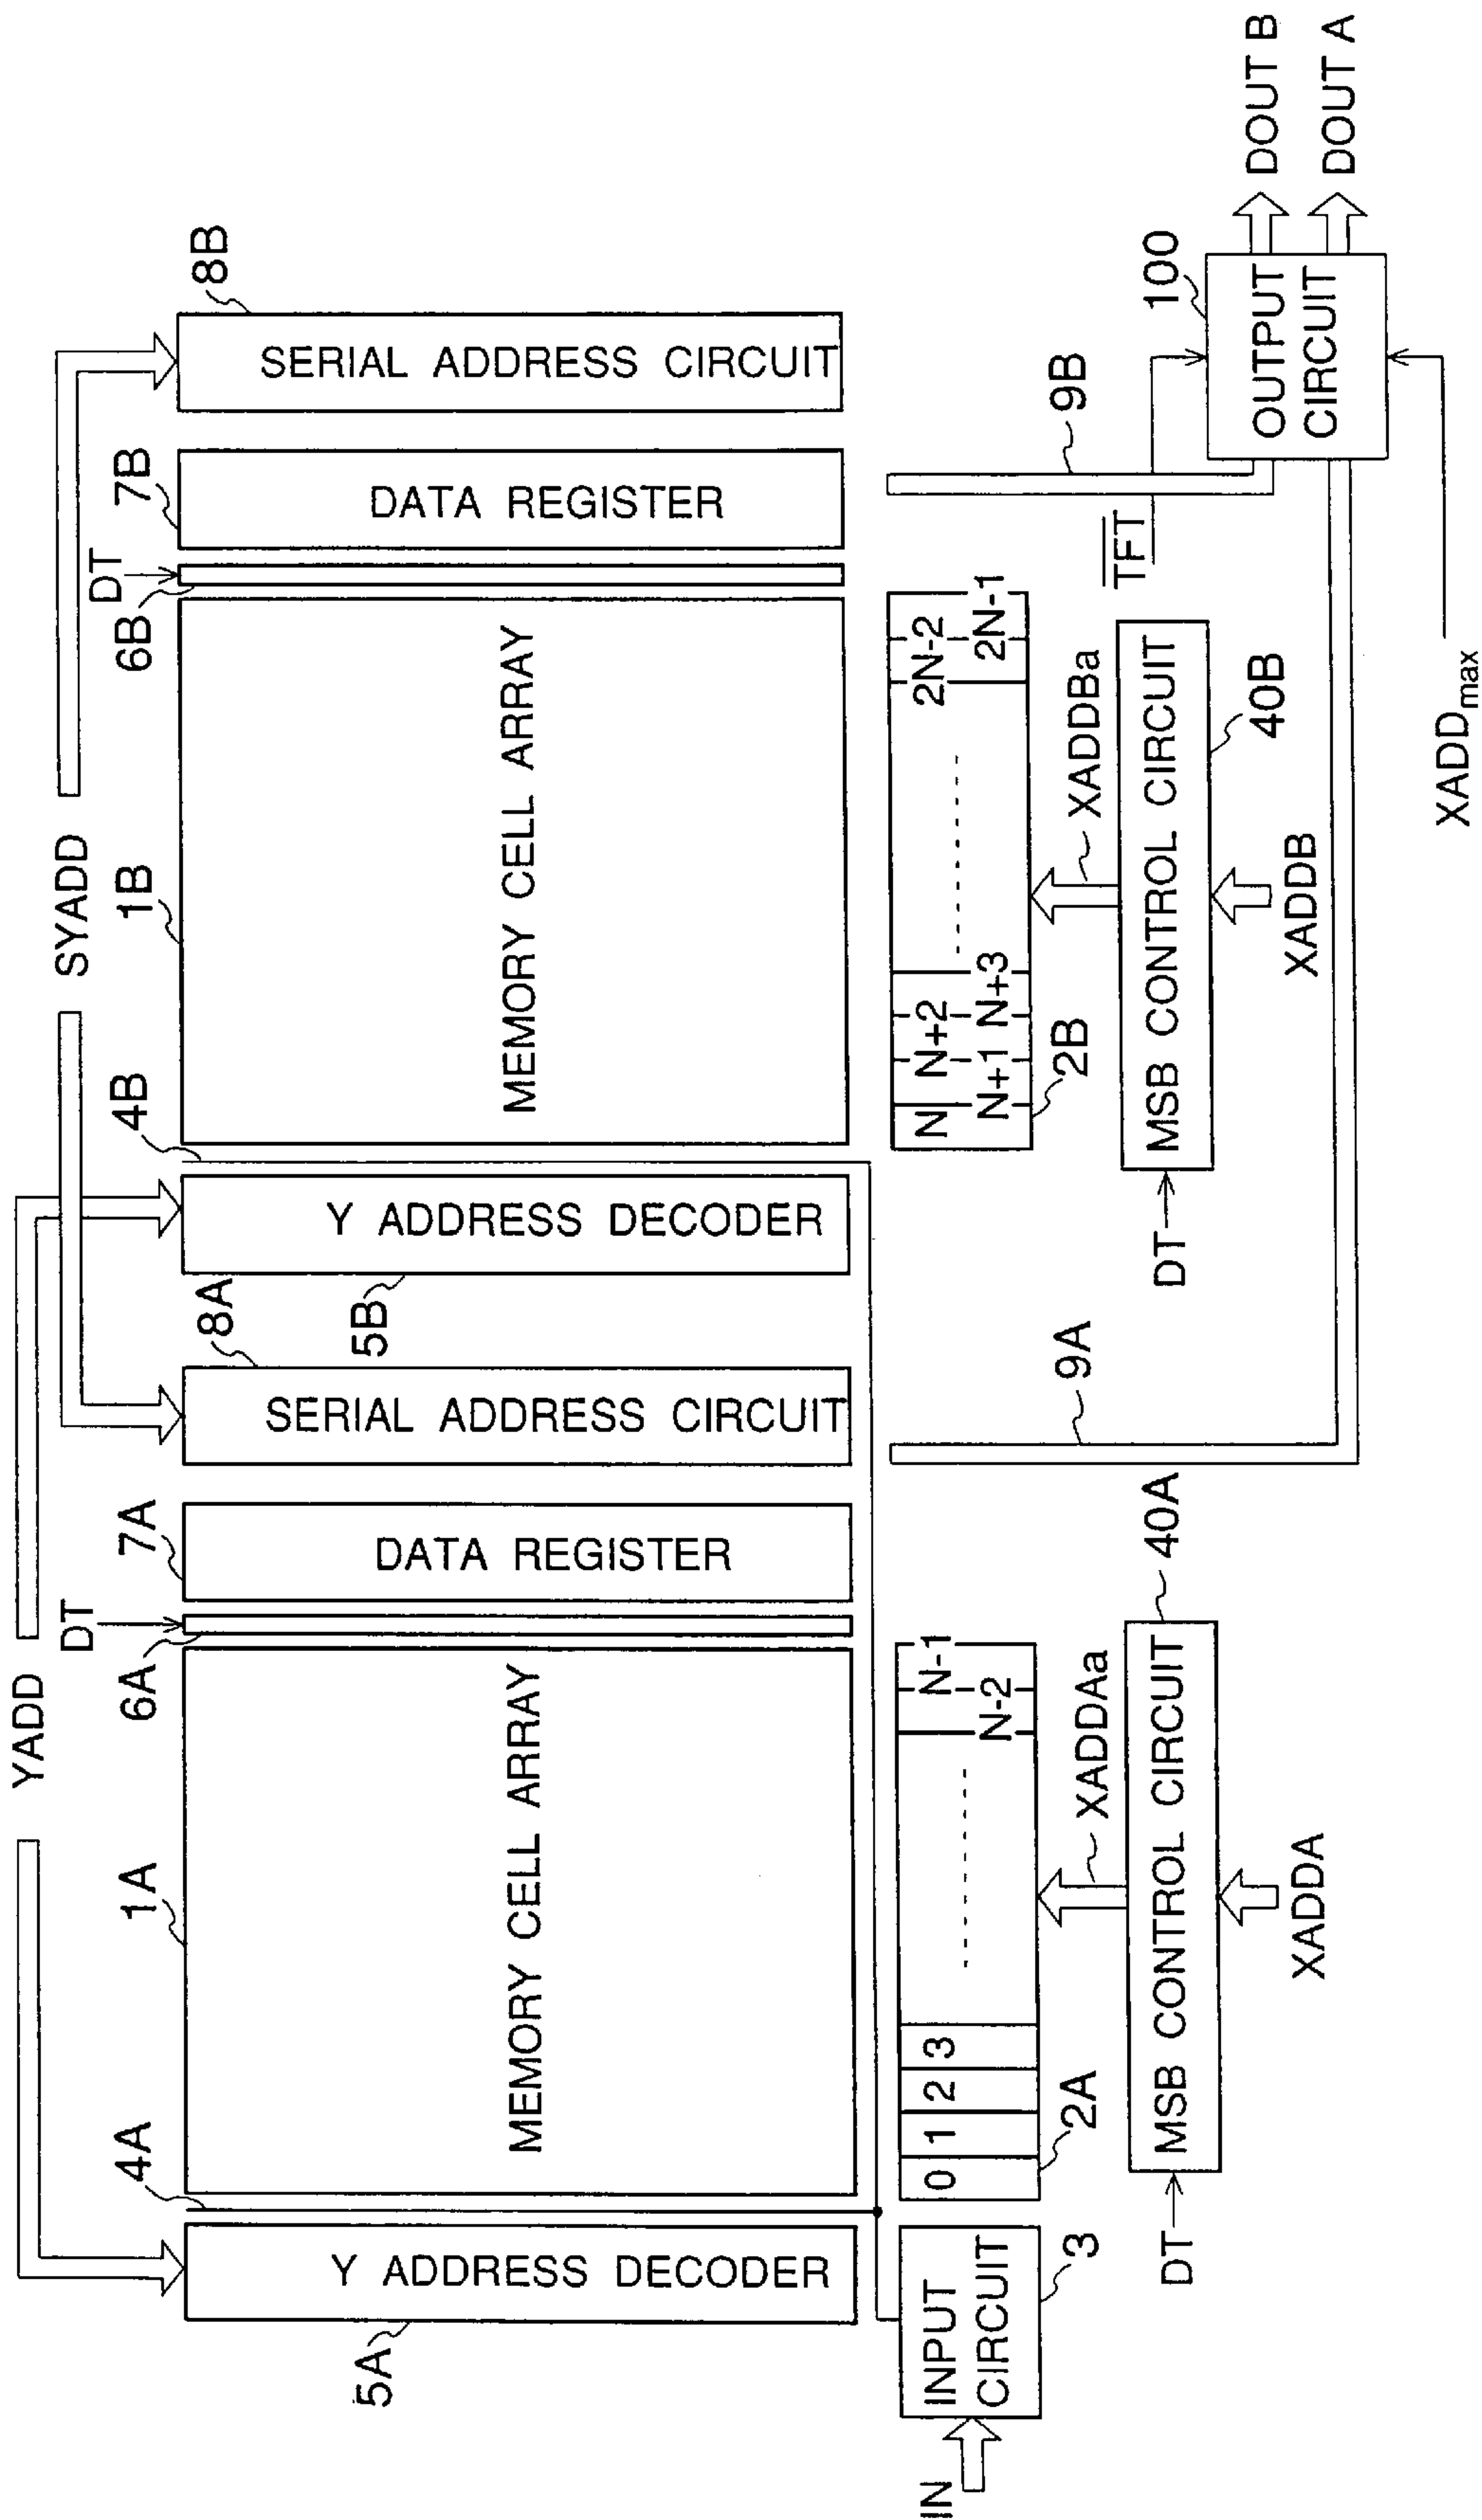 YADD
SYADD
5A
Y ADDRESS DECODER
4A
1A
MEMORY CELL ARRAY
6A
DT
7A
DATA REGISTER
8A
SERIAL ADDRESS CIRCUIT
5B
Y ADDRESS DECODER
4B
1B
MEMORY CELL ARRAY
6B
DT
7B
DATA REGISTER
8B
SERIAL ADDRESS CIRCUIT
IN
INPUT
CIRCUIT
3
0
1
2
3
N-2
N-1
2A
XADDAa
DT
MSB CONTROL CIRCUIT
40A
XADDA
9A
N
N+1
N+2
N+3
2N-2
2N-1
2B
XADDBa
DT
MSB CONTROL CIRCUIT
40B
XADDB
TFT
9B
100
OUTPUT
CIRCUIT
DOUT B
DOUT A
XADDmax